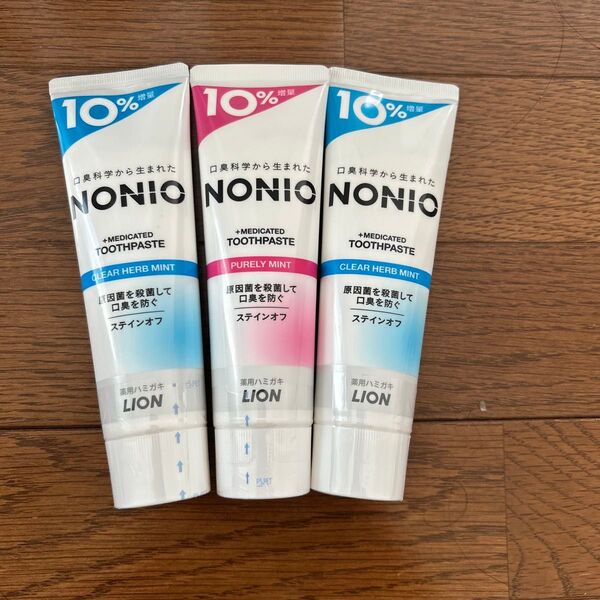 10%増量
口臭科学から生まれた
NONIO
+MEDICATED
TOOTHPASTE
CLEAR HERB MINT
原因菌を殺菌して
口臭を防ぐ
ステインオフ
薬用ハミガキ
LION
10%増量
口臭科学から生まれた
NONIO
+MEDICATED
TOOTHPASTE
PURELY MINT
原因菌を殺菌して
口臭を防ぐ
ステインオフ
薬用ハミガキ
LION
10%増量
口臭科学から生まれた
NONIO
+MEDICATED
TOOTHPASTE
CLEAR HERB MINT
原因菌を殺菌して
口臭を防ぐ
ステインオフ
薬用ハミガキ
LION